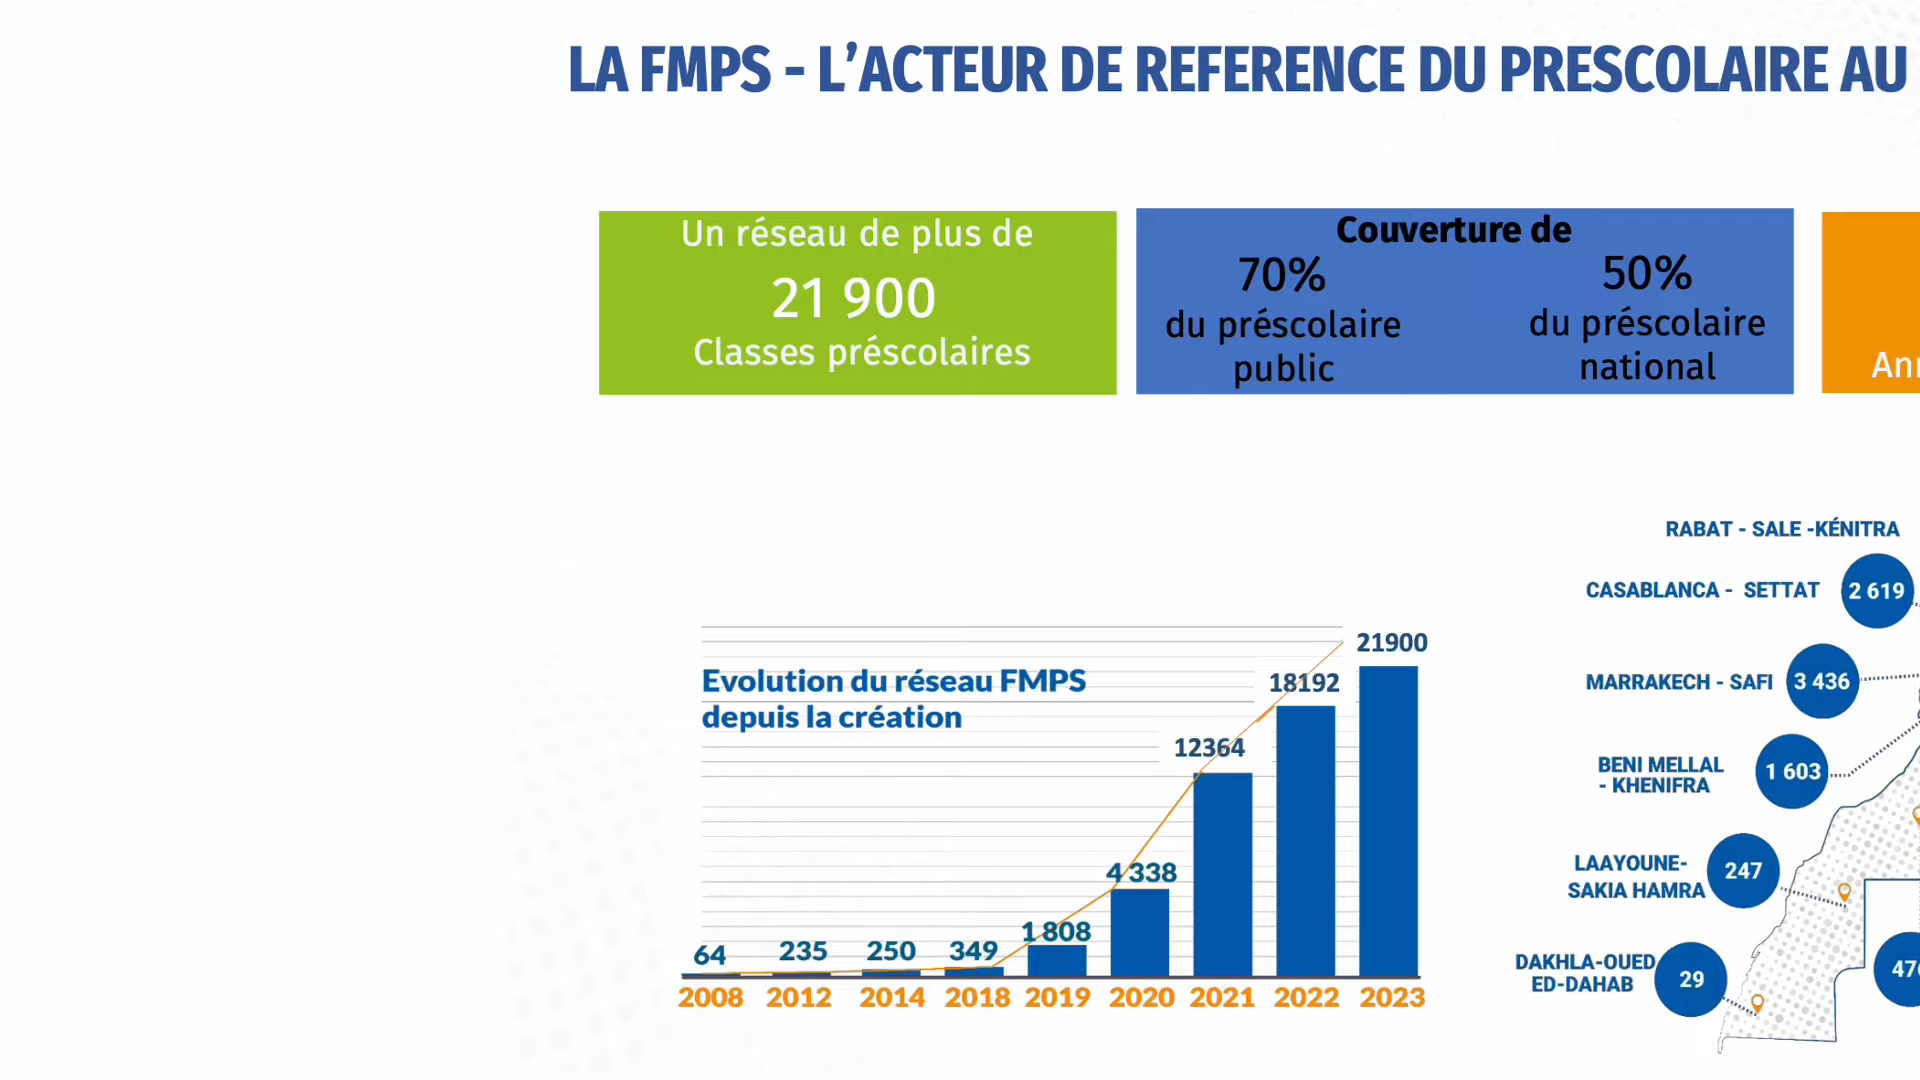 LA FMPS - L’ACTEUR DE REFERENCE DU PRESCOLAIRE AU
Un réseau de plus de
21 900
Classes préscolaires
Couverture de
70%
du préscolaire
public
50%
du préscolaire
national
Evolution du réseau FMPS
depuis la création
64
235
250
349
1 808
4 338
12364
18192
21900
2008 2012 2014 2018 2019 2020 2021 2022 2023
RABAT - SALE -KÉNITRA
CASABLANCA - SETTAT 2 619
MARRAKECH - SAFI 3 436
BENI MELLAL
- KHENIFRA
1 603
LAAYOUNE-
SAKIA HAMRA
247
DAKHLA-OUED
ED-DAHAB
29